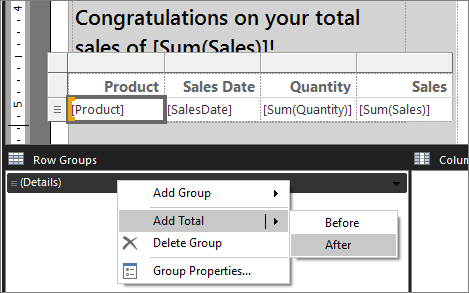 4
Congratulations on your total
sales of [Sum(Sales)]!
Product Sales Date Quantity Sales
5
[Product] [SalesDate] [Sum(Quantity)] [Sum(Sales)]
Row Groups Colum
(Details)
Add Group
Add Total
Before
Delete Group
After
Group Properties...